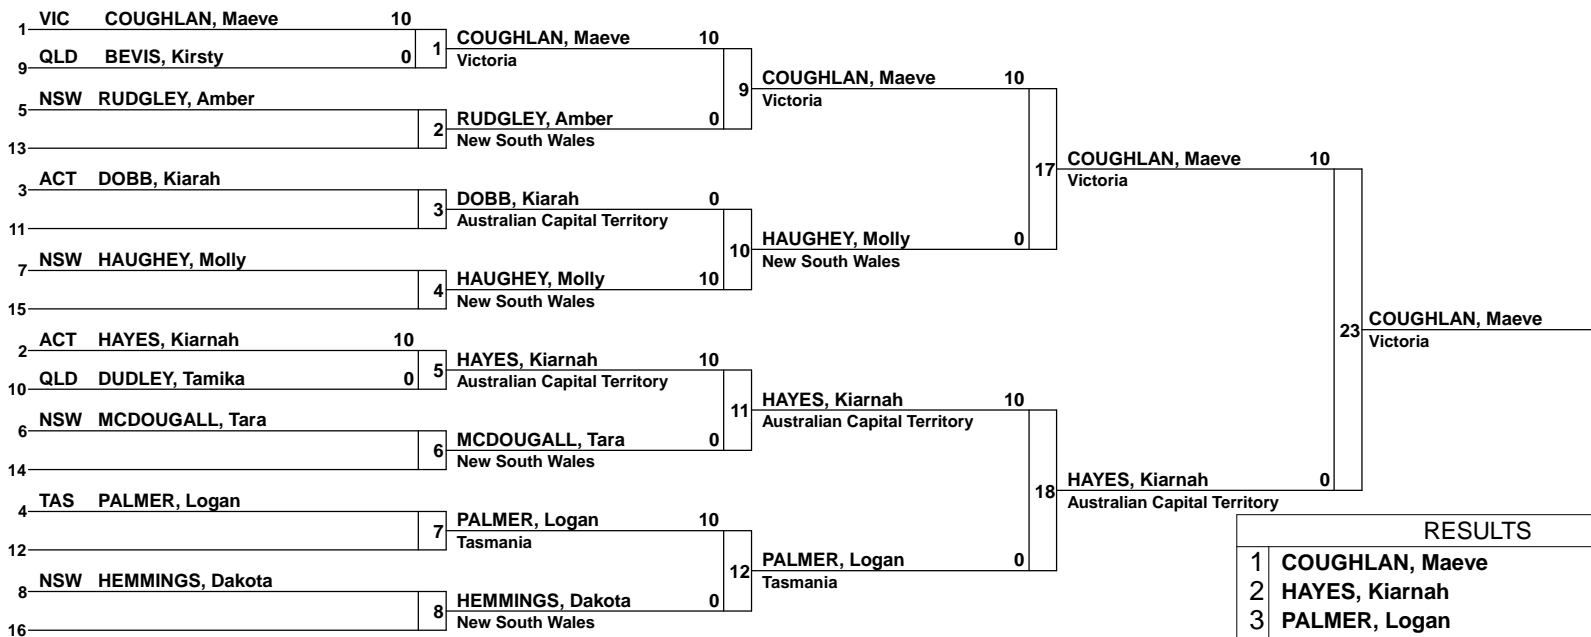 1 VIC COUGHLAN, Maeve 10
9 QLD BEVIS, Kirsty 0
1
5 NSW RUDGLEY, Amber
13
2
3 ACT DOBB, Kiarah
11
3
7 NSW HAUGHEY, Molly
15
4
2 ACT HAYES, Kiarnah 10
10 QLD DUDLEY, Tamika 0
5
6 NSW MCDOUGALL, Tara
14
6
4 TAS PALMER, Logan
12
7
8 NSW HEMMINGS, Dakota
16
8
COUGHLAN, Maeve 10
Victoria
9
RUDGLEY, Amber 0
New South Wales
DOBB, Kiarah 0
Australian Capital Territory
10
HAUGHEY, Molly 10
New South Wales
HAYES, Kiarnah 10
Australian Capital Territory
11
MCDOUGALL, Tara 0
New South Wales
PALMER, Logan 10
Tasmania
12
HEMMINGS, Dakota 0
New South Wales
COUGHLAN, Maeve 10
Victoria
17
HAUGHEY, Molly 0
New South Wales
HAYES, Kiarnah 10
Australian Capital Territory
18
PALMER, Logan 0
Tasmania
COUGHLAN, Maeve 10
Victoria
23
HAYES, Kiarnah 0
Australian Capital Territory
COUGHLAN, Maeve
Victoria
RESULTS
1 COUGHLAN, Maeve
2 HAYES, Kiarnah
3 PALMER, Logan